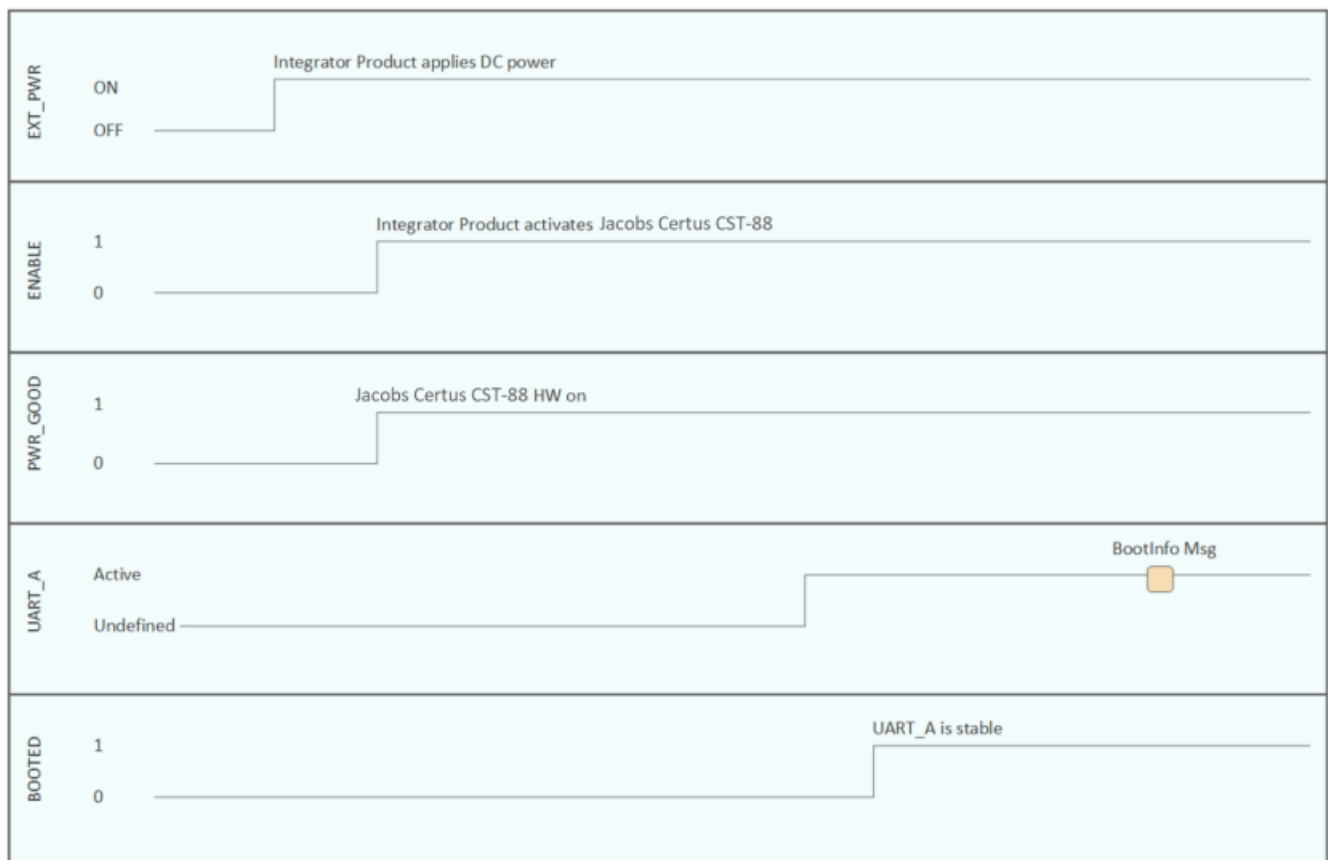 EXT_PWR
Integrator Product applies DC power
ON
OFF
ENABLE
Integrator Product activates Jacobs Certus CST-88
1
0
PWR_GOOD
Jacobs Certus CST-88 HW on
1
0
UART_A
BootInfo Msg
Active
Undefined
BOOTED
UART_A is stable
1
0